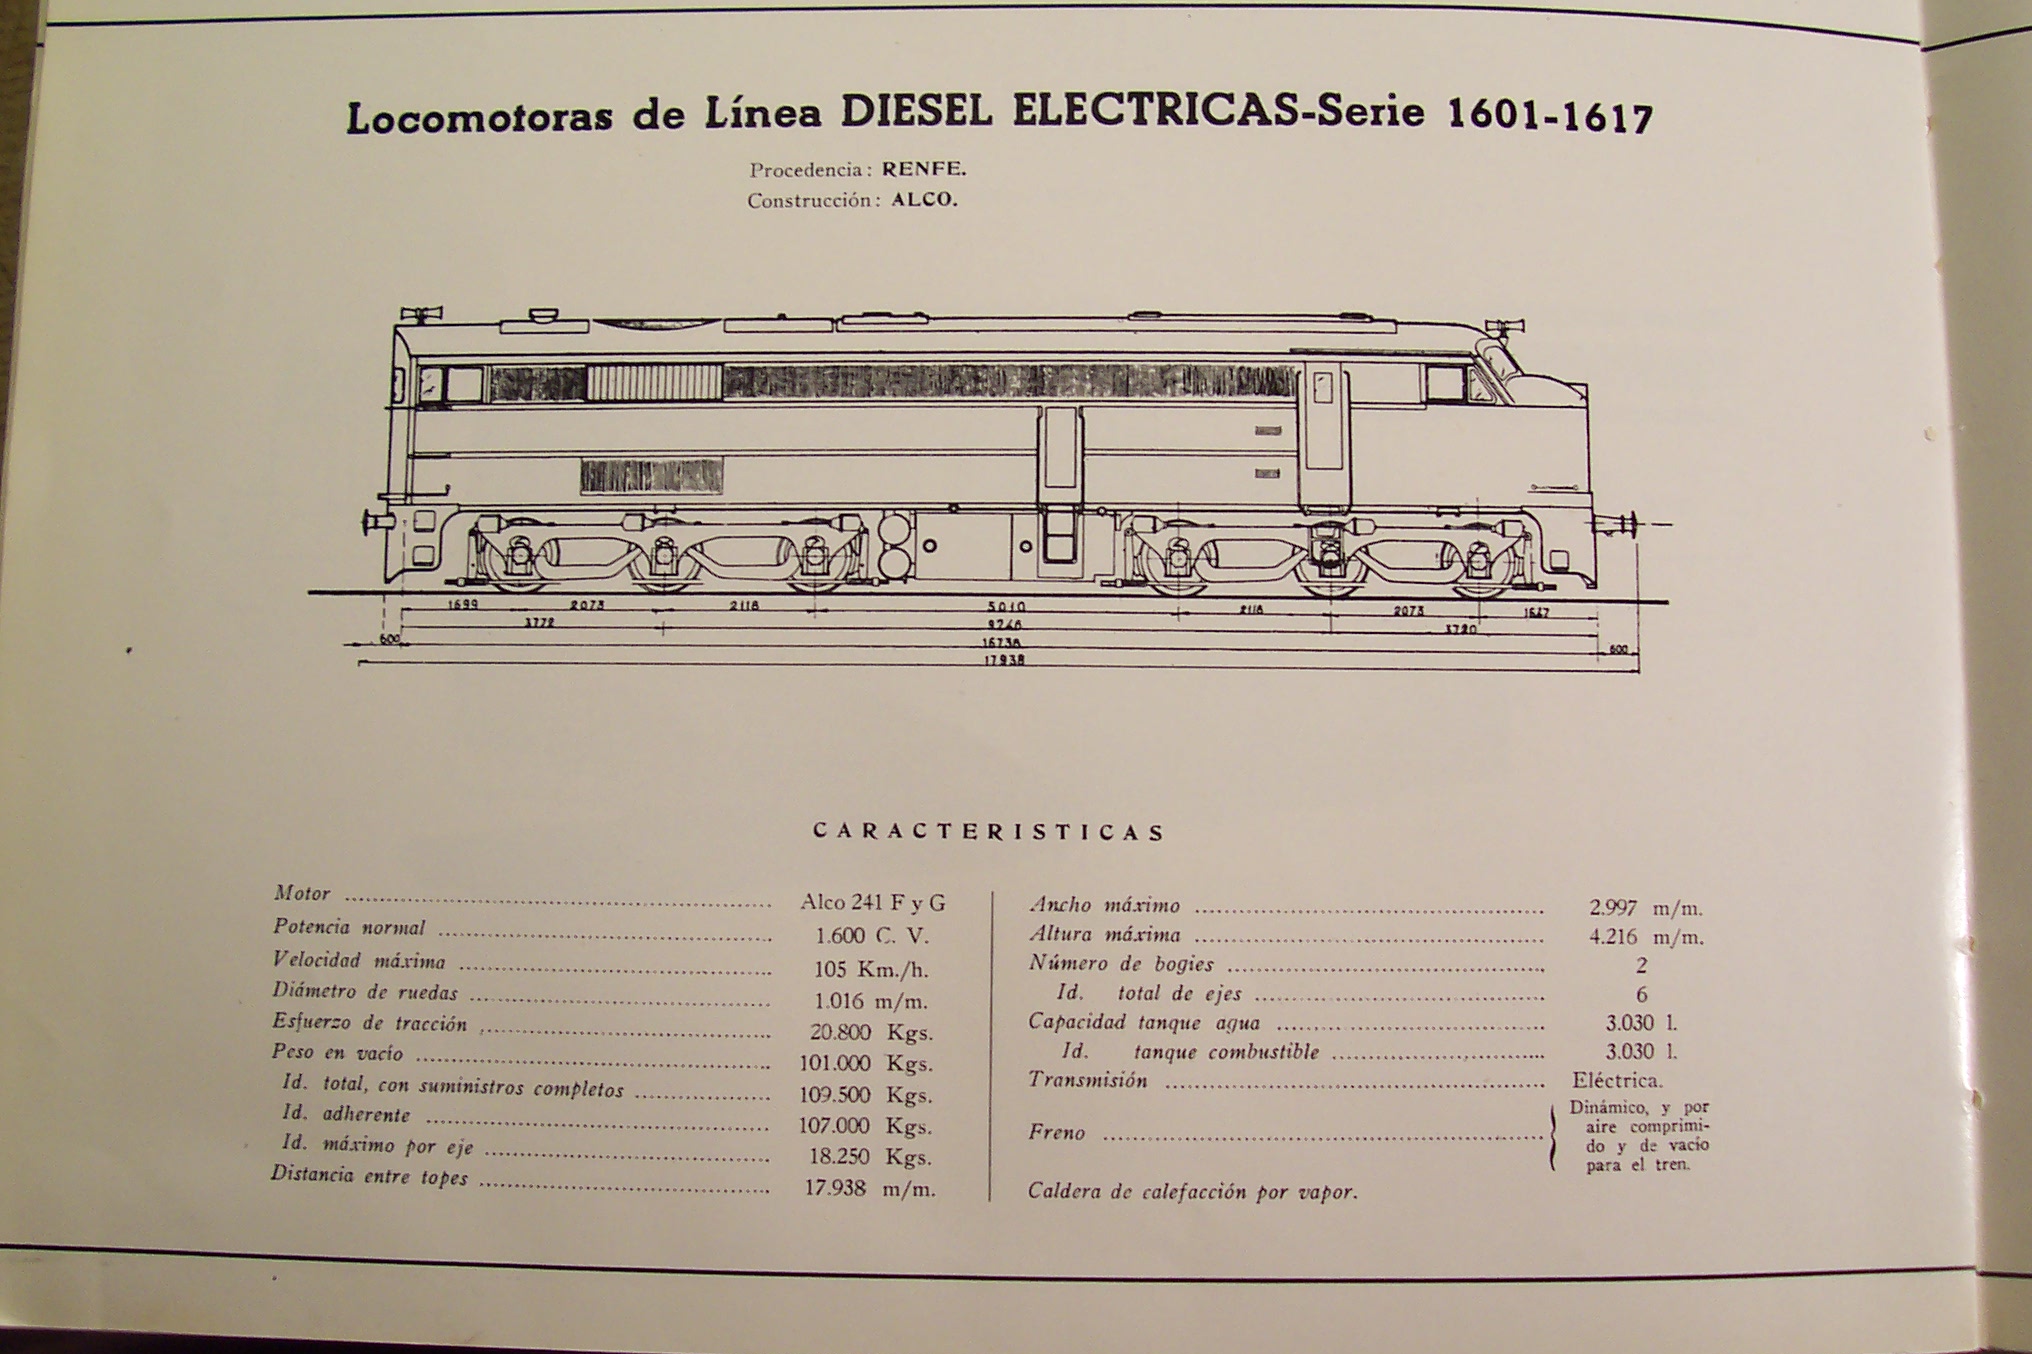 Locomotoras de Línea DIESEL ELECTRICAS-Serie 1601-1617
Procedencia: RENFE.
Construcción: ALCO.
1699 2073 2118 5010 2118 2073 1647
3772 9246 3720
600 16738 600
17938
CARACTERISTICAS
Motor ........ Alco 241 F y G
Potencia normal ........ 1.600 C. V.
Velocidad máxima ........ 105 Km./h.
Diámetro de ruedas ........ 1.016 m/m.
Esfuerzo de tracción ........ 20.800 Kgs.
Peso en vacío ........ 101.000 Kgs.
Id. total, con suministros completos ........ 109.500 Kgs.
Id. adherente ........ 107.000 Kgs.
Id. máximo por eje ........ 18.250 Kgs.
Distancia entre topes ........ 17.938 m/m.
Ancho máximo ........ 2.997 m/m.
Altura máxima ........ 4.216 m/m.
Número de bogies ........ 2
Id. total de ejes ........ 6
Capacidad tanque agua ........ 3.030 l.
Id. tanque combustible ........ 3.030 l.
Transmisión ........ Eléctrica.
Freno ........ Dinámico, y por
aire comprimi-
do y de vacío
para el tren.
Caldera de calefacción por vapor.